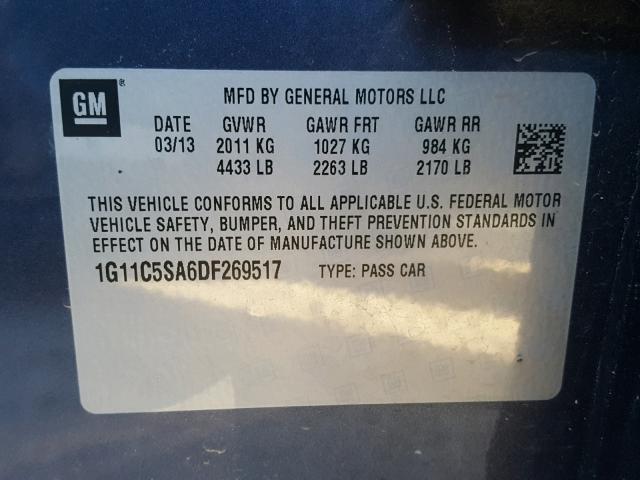 GM
MFD BY GENERAL MOTORS LLC
DATE GVWR GAWR FRT GAWR RR
03/13 2011 KG 1027 KG 984 KG
4433 LB 2263 LB 2170 LB
THIS VEHICLE CONFORMS TO ALL APPLICABLE U.S. FEDERAL MOTOR
VEHICLE SAFETY, BUMPER, AND THEFT PREVENTION STANDARDS IN
EFFECT ON THE DATE OF MANUFACTURE SHOWN ABOVE.
1G11C5SA6DF269517 TYPE: PASS CAR